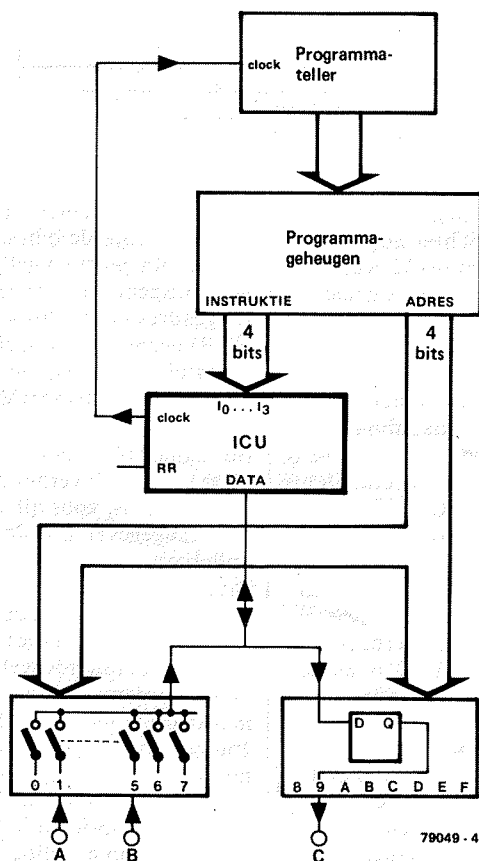 Programma-
clock teller
Programma-
geheugen
INSTRUKTIE ADRES
4 4
bits bits
I0...I3
clock
ICU
RR
DATA
D Q
0 1 5 6 7 8 9 A B C D E F
A B C
79049 - 4